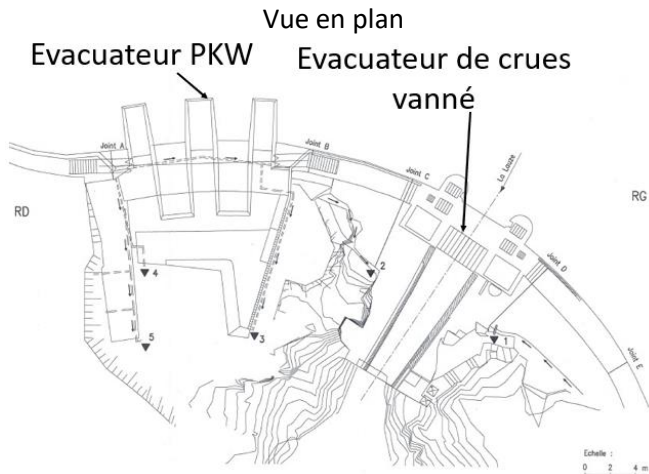 Vue en plan
Evacuateur PKW
Evacuateur de crues
vanné
Joint A
Joint B
Joint C
La Lauze
RD
RG
Joint D
2
4
1
5
3
Joint E
Echelle :
0 2 4 m